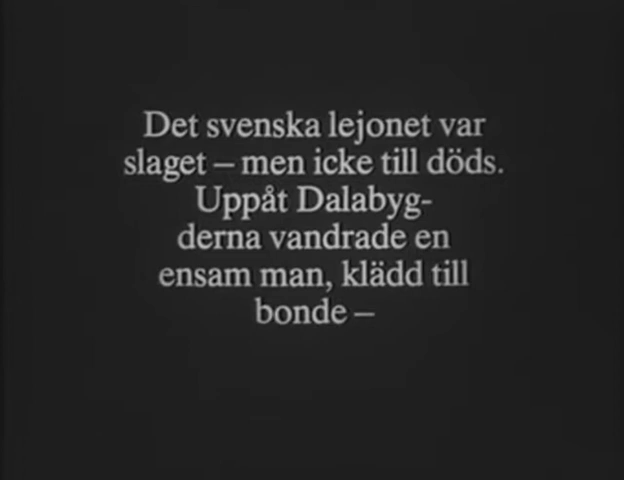 Det svenska lejonet var
slaget – men icke till döds.
Uppåt Dalabyg-
derna vandrade en
ensam man, klädd till
bonde –